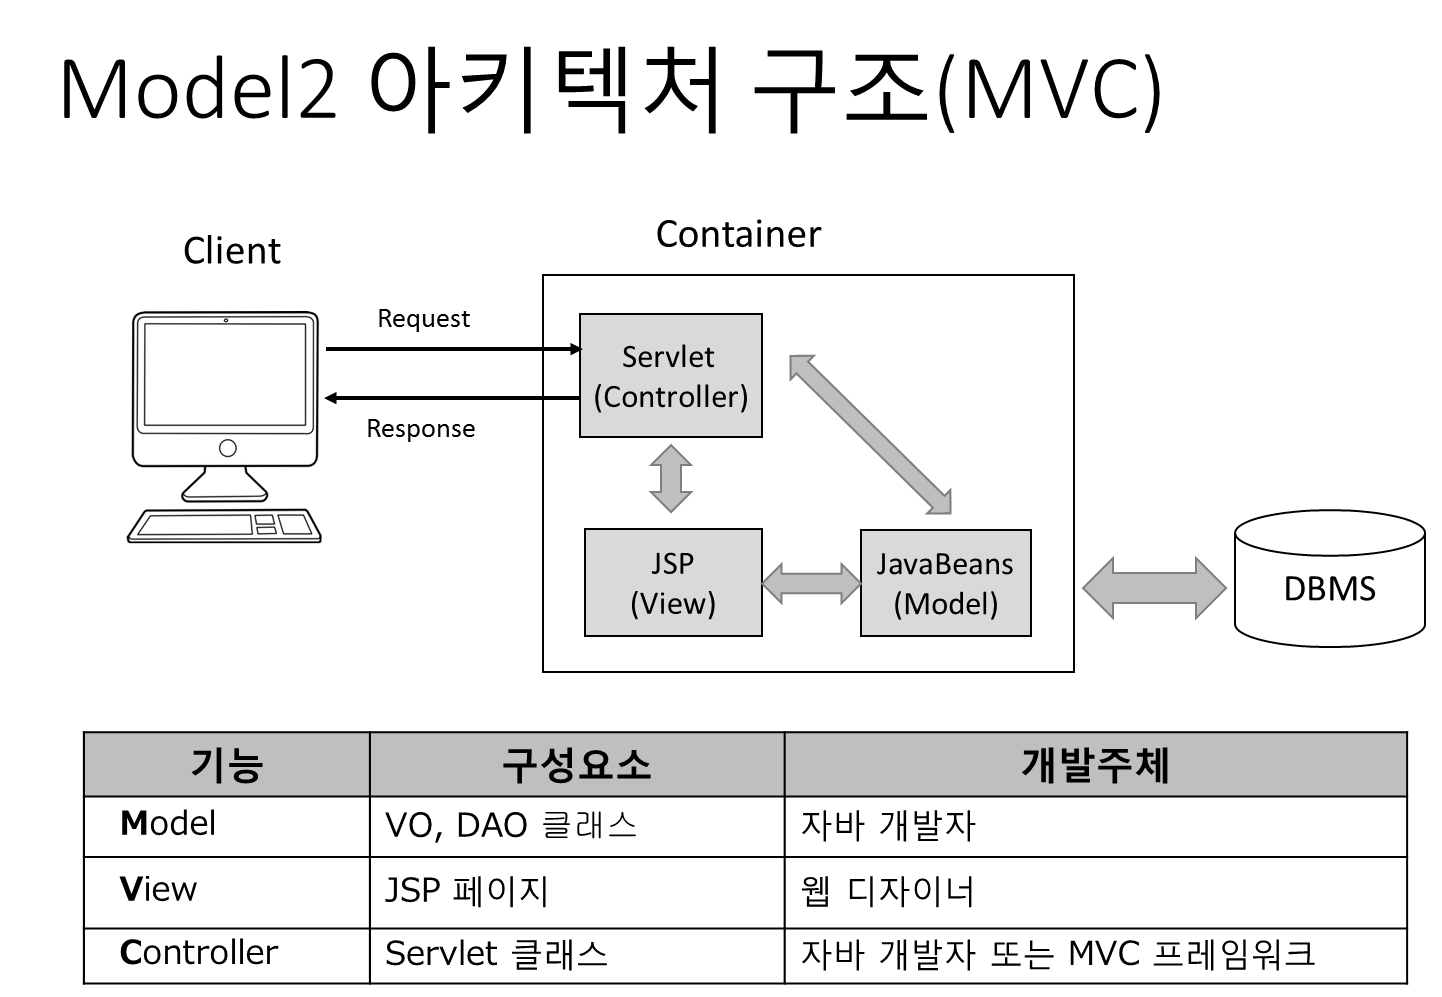 Model2 아키텍처 구조(MVC)
Client
Container
Request
Response
Servlet
(Controller)
JSP
(View)
JavaBeans
(Model)
DBMS
기능 구성요소 개발주체
Model VO, DAO 클래스 자바 개발자
View JSP 페이지 웹 디자이너
Controller Servlet 클래스 자바 개발자 또는 MVC 프레임워크